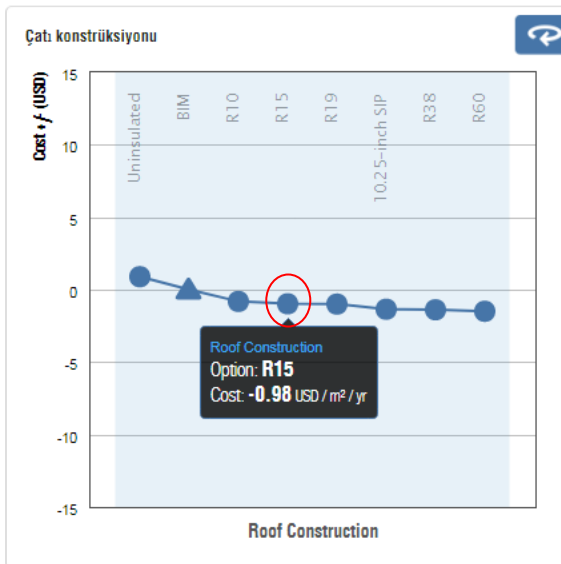 Çatı konstrüksiyonu
Cost +/- (USD)
15
10
5
0
-5
-10
-15
Uninsulated
BIM
R10
R15
R19
10.25-inch SIP
R38
R60
Roof Construction
Option: R15
Cost: -0.98 USD / m² / yr
Roof Construction